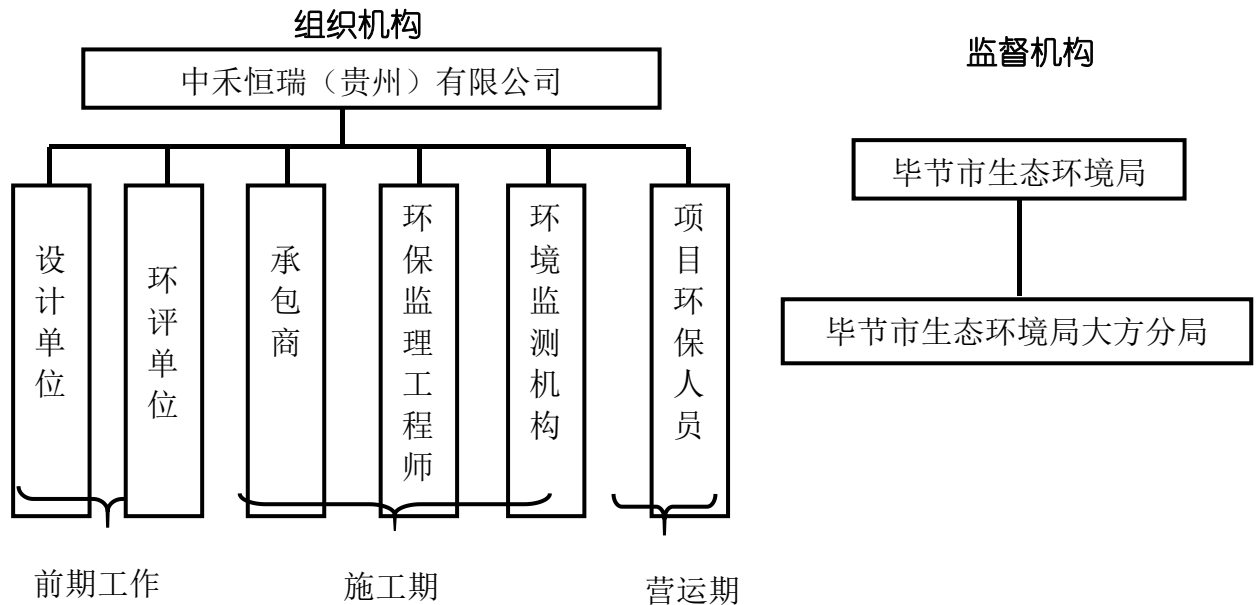 组织机构
监督机构
中禾恒瑞（贵州）有限公司
毕节市生态环境局
设计单位
环评单位
承包商
环保监理工程师
环境监测机构
项目环保人员
毕节市生态环境局大方分局
前期工作
施工期
营运期